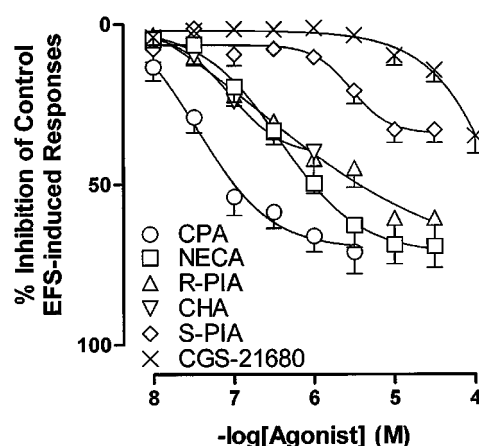 % Inhibition of Control
EFS-induced Responses
0
50
100
CPA
NECA
R-PIA
CHA
S-PIA
CGS-21680
8 7 6 5 4
-log[Agonist] (M)